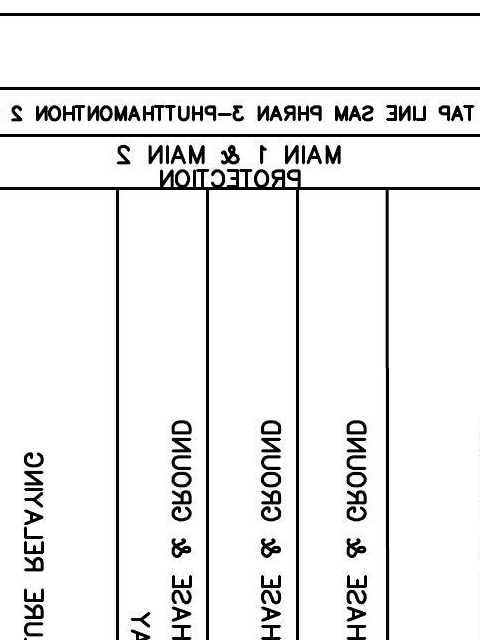 TAP LINE SAM PHRAN 3-PHUTTHAMONTHON 2
MAIN 1 & MAIN 2
PROTECTION
HASE & GROUND
HASE & GROUND
HASE & GROUND
AY
URE RELAYING